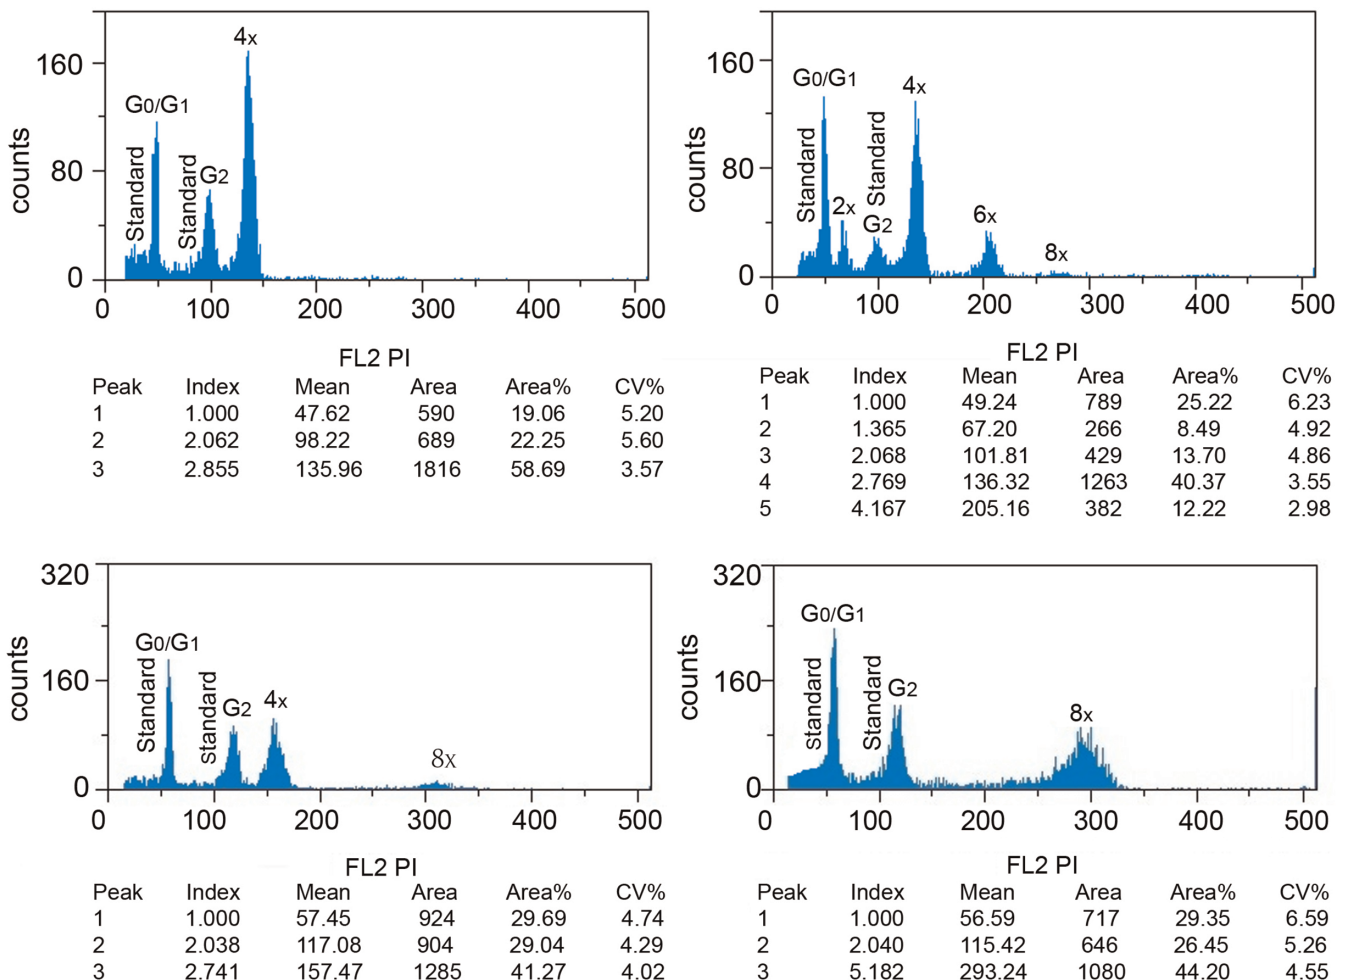 4x
160
G0/G1
80
Standard
Standard
G2
counts
0
0 100 200 300 400 500
FL2 PI
Peak Index Mean Area Area% CV%
1 1.000 47.62 590 19.06 5.20
2 2.062 98.22 689 22.25 5.60
3 2.855 135.96 1816 58.69 3.57
160
G0/G1
4x
Standard
Standard
80
2x
G2
6x
8x
counts
0
0 100 200 300 400 500
FL2 PI
Peak Index Mean Area Area% CV%
1 1.000 49.24 789 25.22 6.23
2 1.365 67.20 266 8.49 4.92
3 2.068 101.81 429 13.70 4.86
4 2.769 136.32 1263 40.37 3.55
5 4.167 205.16 382 12.22 2.98
320
G0/G1
160
Standard
Standard
G2
4x
8x
counts
0
0 100 200 300 400 500
FL2 PI
Peak Index Mean Area Area% CV%
1 1.000 57.45 924 29.69 4.74
2 2.038 117.08 904 29.04 4.29
3 2.741 157.47 1285 41.27 4.02
320
G0/G1
160
Standard
Standard
G2
8x
counts
0
0 100 200 300 400 500
FL2 PI
Peak Index Mean Area Area% CV%
1 1.000 56.59 717 29.35 6.59
2 2.040 115.42 646 26.45 5.26
3 5.182 293.24 1080 44.20 4.55